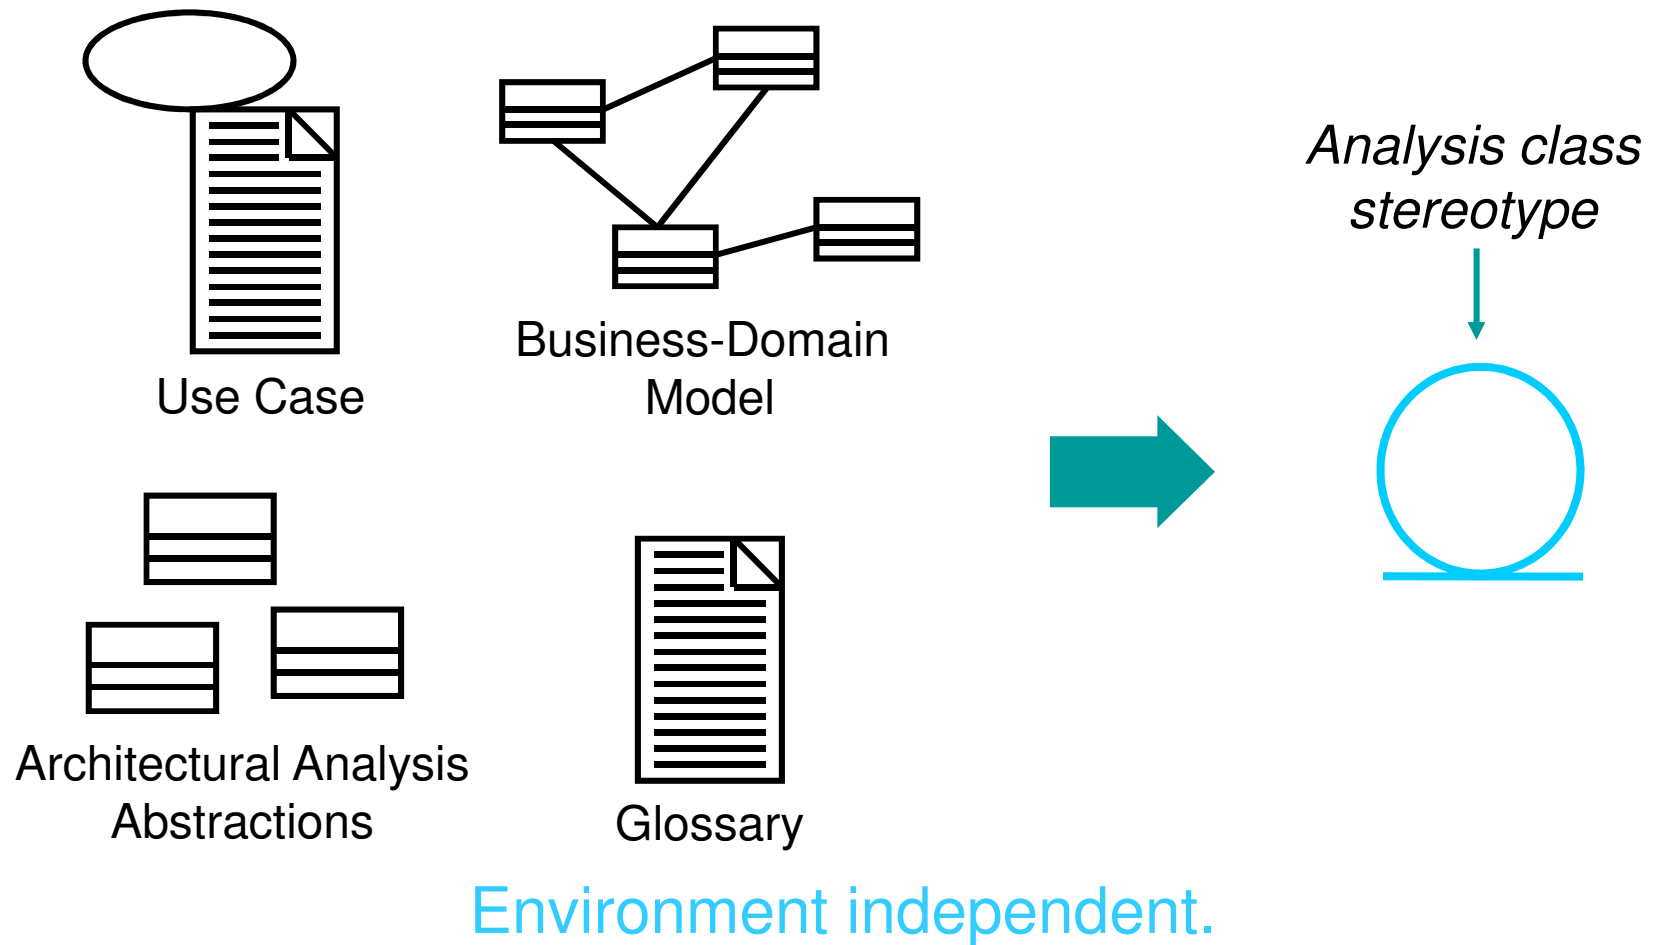 Use Case
Business-Domain
Model
Analysis class
stereotype
Architectural Analysis
Abstractions
Glossary
Environment independent.